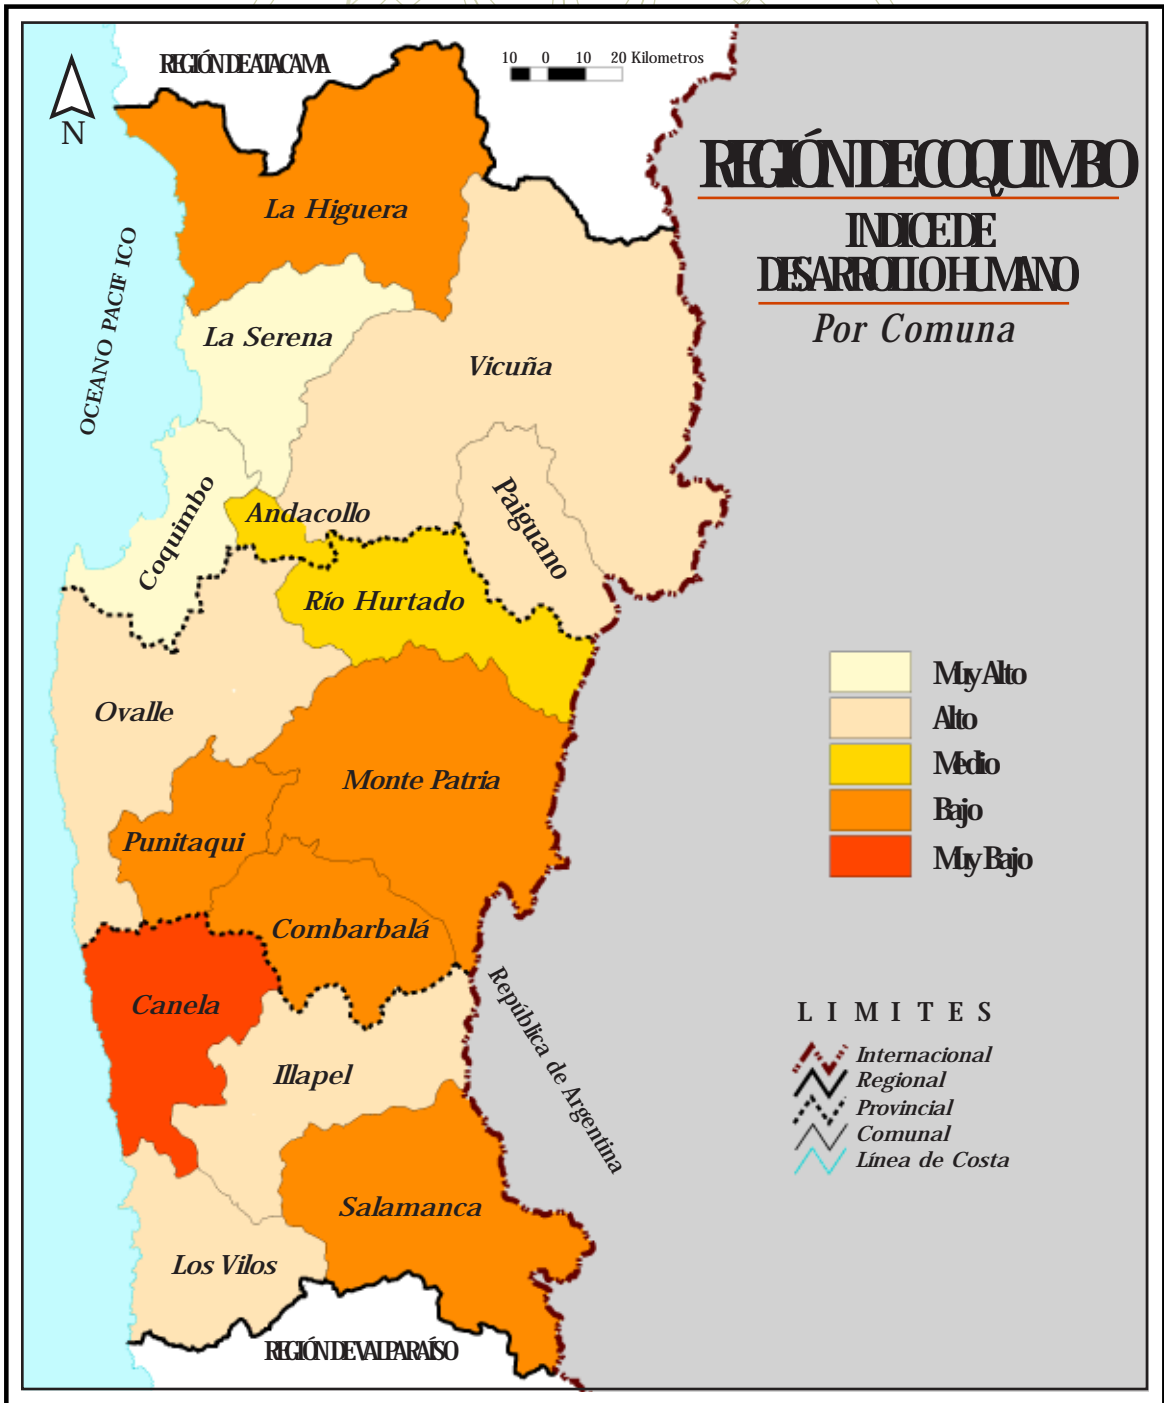 REGIÓN DE ATACAMA
10 0 10 20 Kilometros
N
REGIÓN DE COQUIMBO
INDICE DE
DESARROLLO HUMANO
Por Comuna
OCEANO PACIFICO
La Higuera
La Serena
Vicuña
Coquimbo
Andacollo
Paiguano
Río Hurtado
Ovalle
Monte Patria
Punitaqui
Combarbalá
Canela
Illapel
Salamanca
Los Vilos
República de Argentina
REGIÓN DE VALPARAÍSO
Muy Alto
Alto
Medio
Bajo
Muy Bajo
LIMITES
Internacional
Regional
Provincial
Comunal
Línea de Costa